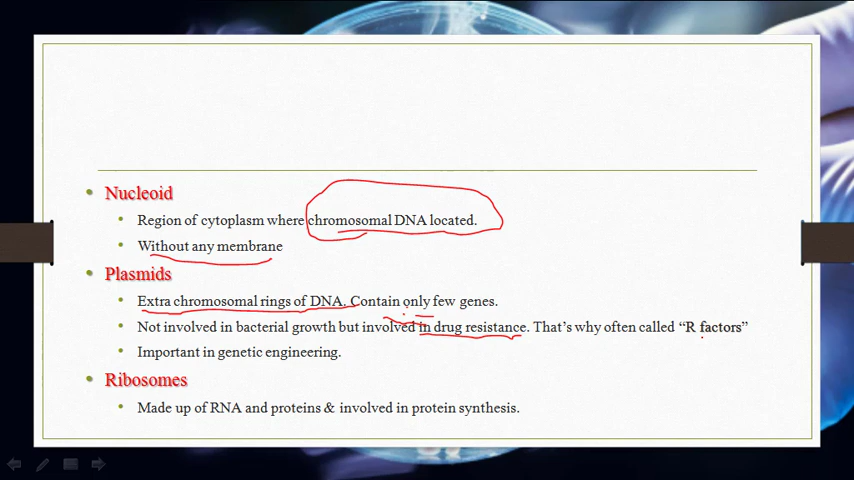 Nucleoid
Region of cytoplasm where chromosomal DNA located.
Without any membrane
Plasmids
Extra chromosomal rings of DNA. Contain only few genes.
Not involved in bacterial growth but involved in drug resistance. That's why often called “R factors”
Important in genetic engineering.
Ribosomes
Made up of RNA and proteins & involved in protein synthesis.